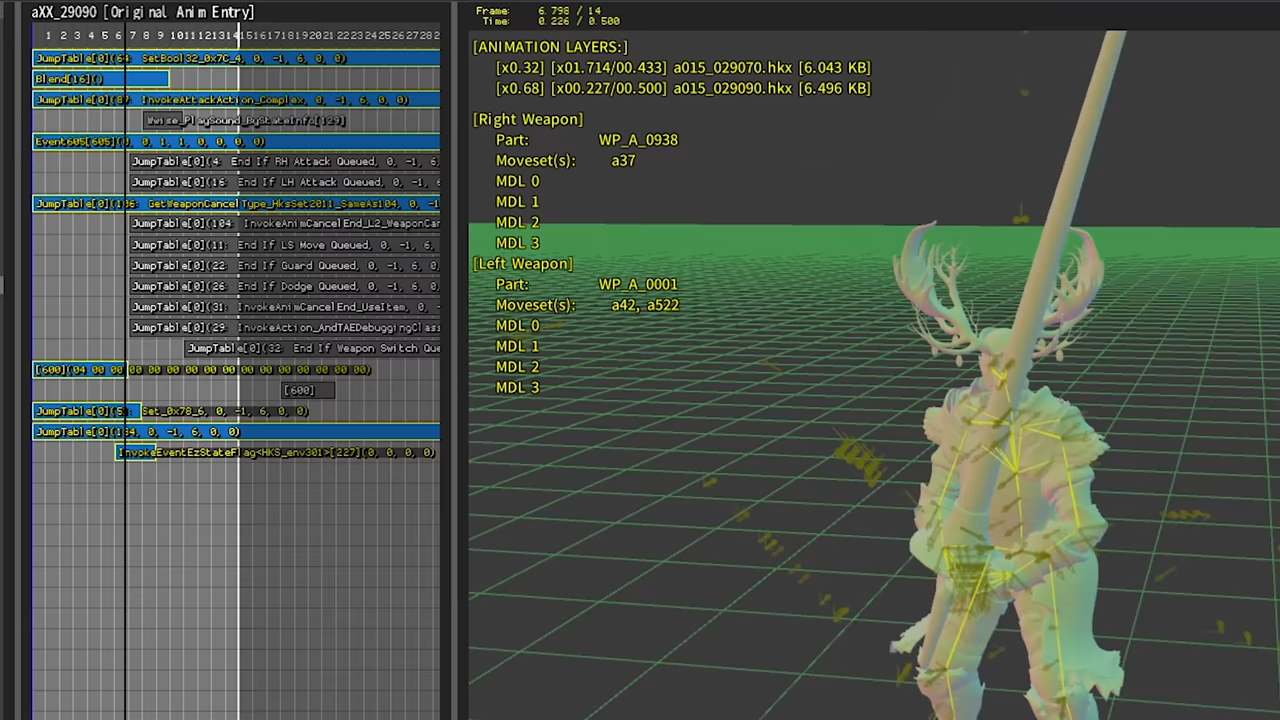 aXX_29090 [Original Anim Entry]
1 2 3 4 5 6 7 8 9 10 11 12 13 14 15 16 17 18 19 20 21 22 23 24 25 26 27 28
JumpTable[0](64: SetBool32_0x7C_4, 0, -1, 6, 0, 0)
Blend[16]()
JumpTable[0](87: InvokeAttackAction_Complex, 0, -1, 6, 0, 0)
Wwise_PlaySound_ByStateInfo[129]
Event605[605](0, 0, 1, 1, 0, 0, 0, 0)
JumpTable[0](4: End If RH Attack Queued, 0, -1, 6,
JumpTable[0](16: End If LH Attack Queued, 0, -1, 6,
GetWeaponCancelType_HksSet2011_SameAs104, 0, -1
JumpTable[0](104: InvokeAnimCancelEnd_L2_WeaponCan
JumpTable[0](11: End If LS Move Queued, 0, -1, 6,
JumpTable[0](22: End If Guard Queued, 0, -1, 6,
JumpTable[0](26: End If Dodge Queued, 0, -1, 6,
JumpTable[0](31: InvokeAnimCancelEnd_UseItem, 0,
JumpTable[0](29: InvokeAction_AndTAEDebuggingClass
JumpTable[0](32: End If Weapon Switch Que
[600](04 00 00 00 00 00 00 00 00 00 00 00 00 00 00 00)
[600]
Set_0x78_6, 0, -1, 6, 0, 0)
JumpTable[0](134, 0, -1, 6, 0, 0)
InvokeEventEzStateFlag<HKS_env301>[227](0, 0, 0, 0)
Frame: 6.798 / 14
Time: 0.226 / 0.500
[ANIMATION LAYERS:]
[x0.32] [x01.714/00.433] a015_029070.hkx [6.043 KB]
[x0.68] [x00.227/00.500] a015_029090.hkx [6.496 KB]
[Right Weapon]
Part: WP_A_0938
Moveset(s): a37
MDL 0
MDL 1
MDL 2
MDL 3
[Left Weapon]
Part: WP_A_0001
Moveset(s): a42, a522
MDL 0
MDL 1
MDL 2
MDL 3